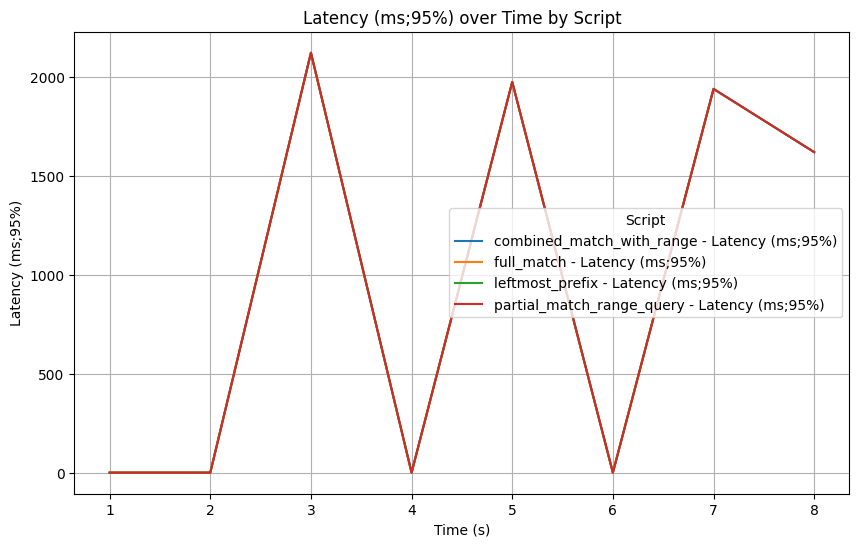 Latency (ms;95%) over Time by Script
Latency (ms;95%)
2000
1500
1000
500
0
Script
combined_match_with_range - Latency (ms;95%)
full_match - Latency (ms;95%)
leftmost_prefix - Latency (ms;95%)
partial_match_range_query - Latency (ms;95%)
1 2 3 4 5 6 7 8
Time (s)